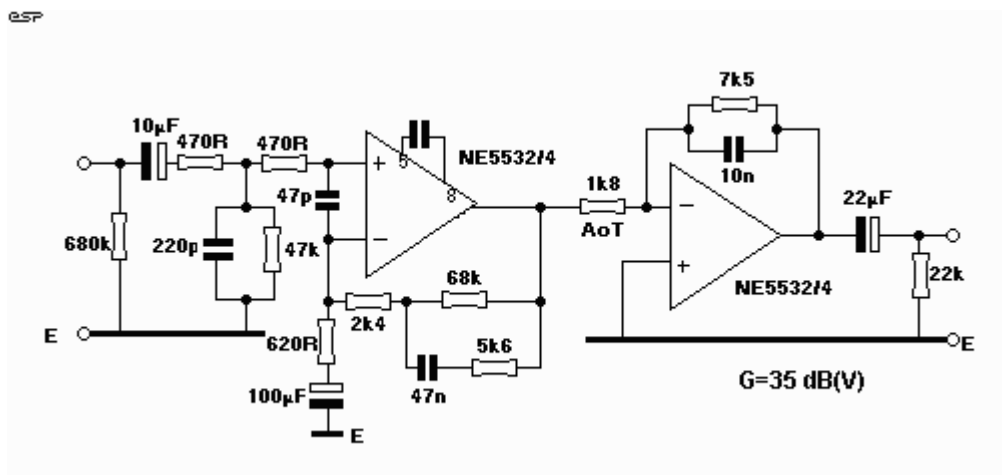 esp
7k5
10µF
470R
470R
5
NE5532/4
10n
47p
8
1k8
AoT
22µF
680k
220p
47k
68k
NE5532/4
22k
E
2k4
620R
5k6
E
47n
100µF
E
G=35 dB(V)
+
−
−
+